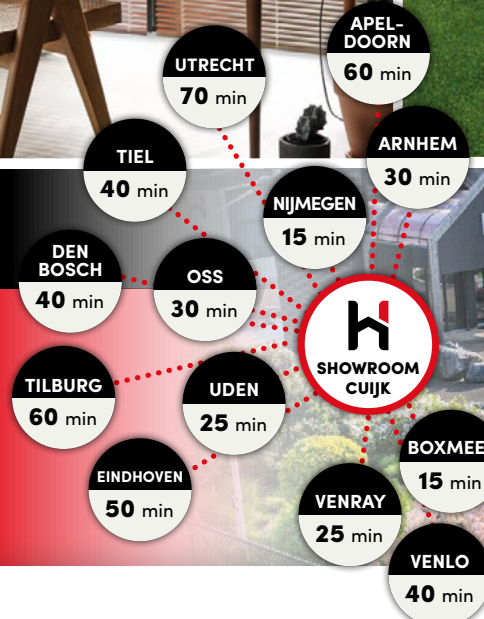 APEL-
DOORN
60 min
UTRECHT
70 min
ARNHEM
30 min
TIEL
40 min
NIJMEGEN
15 min
DEN
BOSCH
40 min
OSS
30 min
SHOWROOM
CUIJK
TILBURG
60 min
UDEN
25 min
BOXMEE
15 min
EINDHOVEN
50 min
VENRAY
25 min
VENLO
40 min